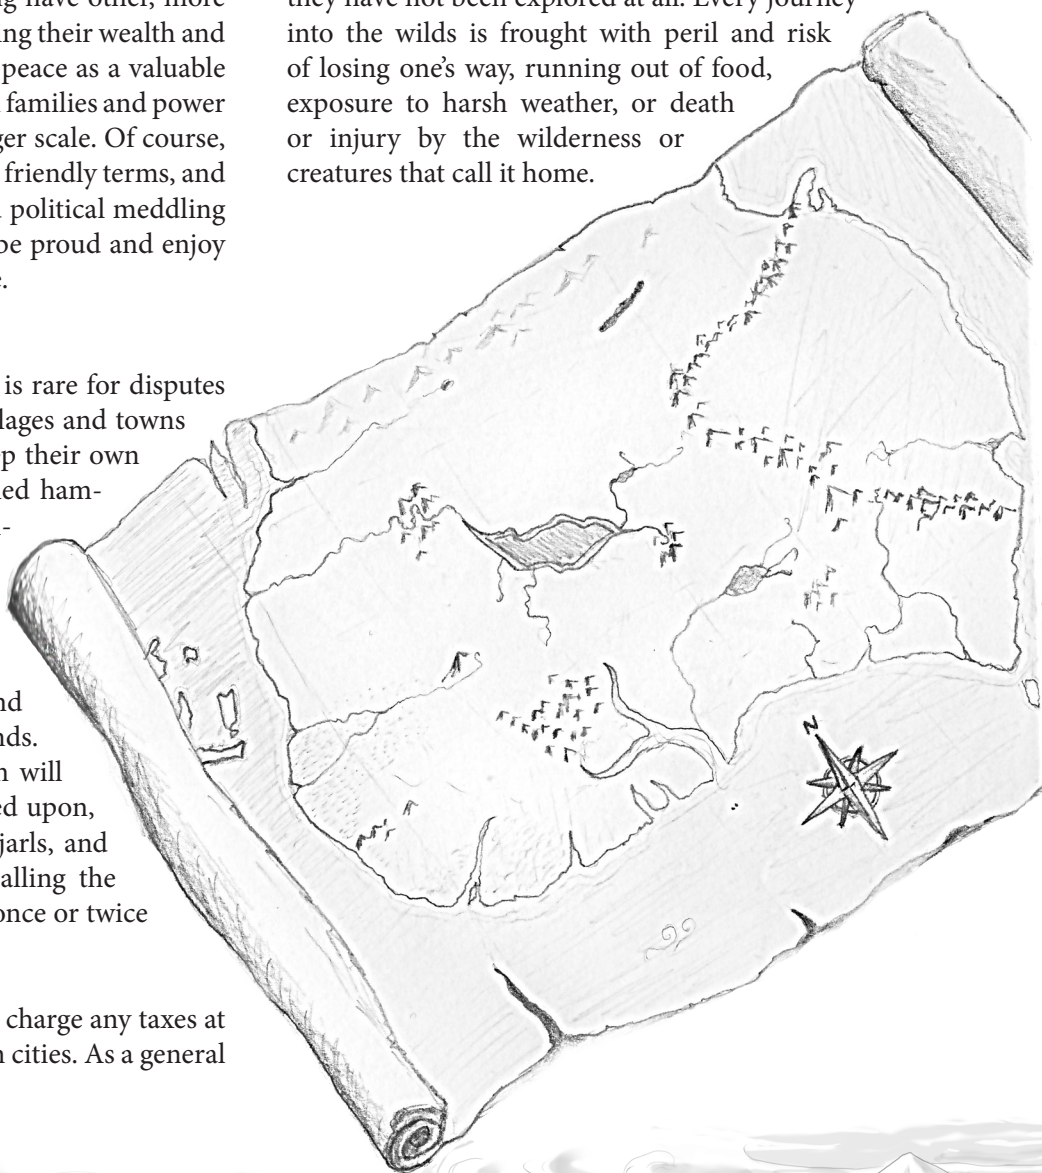 g have other, more
ing their wealth and
peace as a valuable
families and power
ger scale. Of course,
friendly terms, and
political meddling
be proud and enjoy
e.
is rare for disputes
lages and towns
p their own
ed ham-
-
nd
nds.
n will
ed upon,
jarls, and
alling the
once or twice
charge any taxes at
n cities. As a general
they have not been explored at all. Every journey
into the wilds is frought with peril and risk
of losing one's way, running out of food,
exposure to harsh weather, or death
or injury by the wilderness or
creatures that call it home.
N